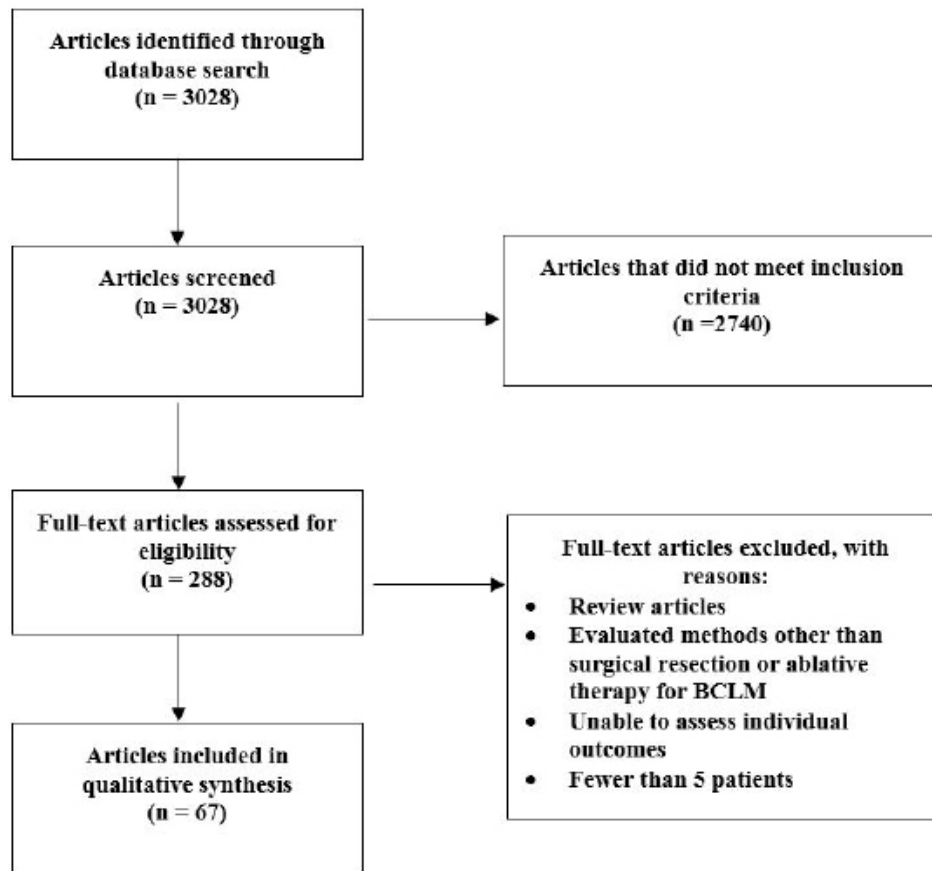 Articles identified through
database search
(n = 3028)
Articles screened
(n = 3028)
Articles that did not meet inclusion
criteria
(n =2740)
Full-text articles assessed for
eligibility
(n = 288)
Full-text articles excluded, with
reasons:
• Review articles
• Evaluated methods other than
surgical resection or ablative
therapy for BCLM
• Unable to assess individual
outcomes
• Fewer than 5 patients
Articles included in
qualitative synthesis
(n = 67)